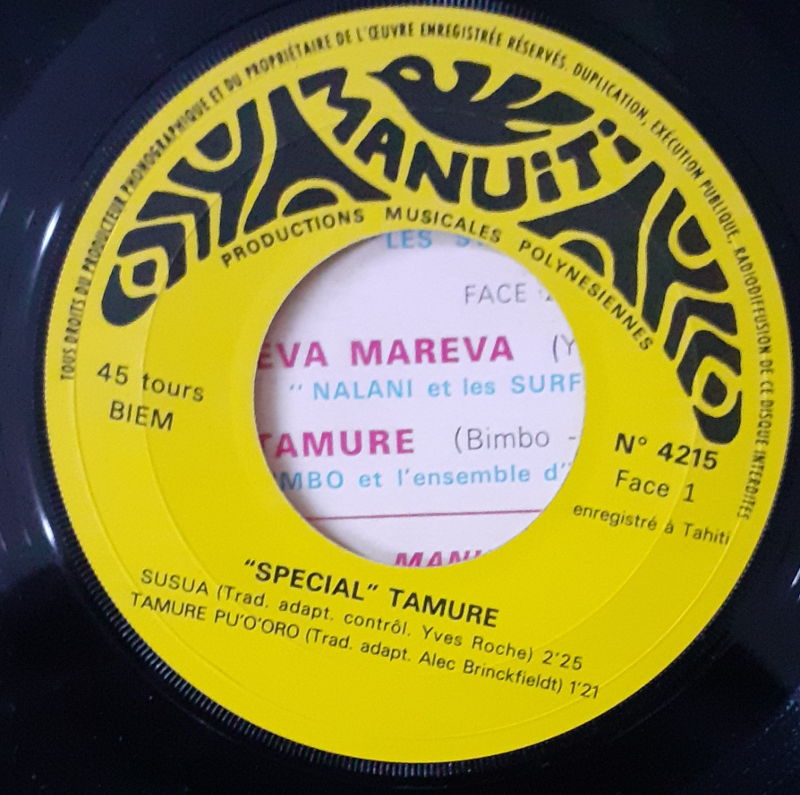 TOUS DROITS DU PRODUCTEUR PHONOGRAPHIQUE ET DU PROPRIÉTAIRE DE L'ŒUVRE ENREGISTRÉE RÉSERVÉS. DUPLICATION, EXÉCUTION PUBLIQUE, RADIODIFFUSION DE CE DISQUE INTERDITES
MANUiTi
PRODUCTIONS MUSICALES POLYNESIENNES
LES
FACE
EVA MAREVA (Y
" NALANI et les SURF
TAMURE (Bimbo -
MBO et l'ensemble d'
45 tours
BIEM
N° 4215
Face 1
enregistré à Tahiti
"SPECIAL" TAMURE
SUSUA (Trad. adapt. contrôl. Yves Roche) 2'25
TAMURE PU'O'ORO (Trad. adapt. Alec Brinckfieldt) 1'21